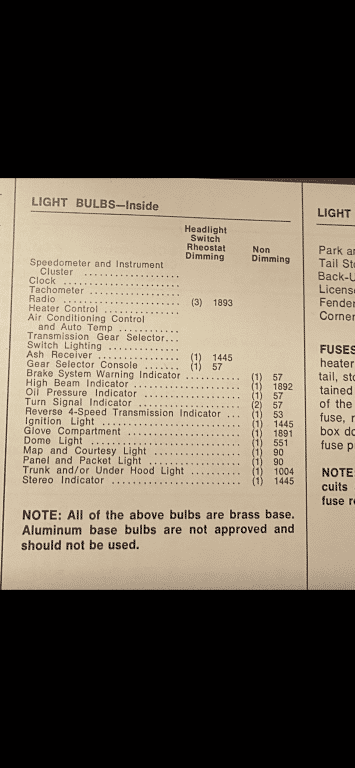 LIGHT BULBS—Inside
Headlight
Switch
Rheostat
Dimming
Non
Dimming
Speedometer and Instrument
Cluster ..................
Clock ....................
Tachometer ..................
Radio .................... (3) 1893
Heater Control ..............
Air Conditioning Control
and Auto Temp .............
Transmission Gear Selector...
Switch Lighting ..............
Ash Receiver ................. (1) 1445
Gear Selector Console ....... (1) 57
Brake System Warning Indicator .......... (1) 57
High Beam Indicator .................... (1) 1892
Oil Pressure Indicator .................. (1) 57
Turn Signal Indicator ................... (2) 57
Reverse 4-Speed Transmission Indicator .. (1) 53
Ignition Light .......................... (1) 1445
Glove Compartment ..................... (1) 1891
Dome Light ............................ (1) 551
Map and Courtesy Light ................ (1) 90
Panel and Packet Light ................. (1) 90
Trunk and/or Under Hood Light ......... (1) 1004
Stereo Indicator ........................ (1) 1445
NOTE: All of the above bulbs are brass base.
Aluminum base bulbs are not approved and
should not be used.
LIGHT
Park
Tail
Back-U
License
Fender
Corner
FUSES
heater
tail,
tained
of the
fuse,
box
fuse
NOTE
cuits
fuse